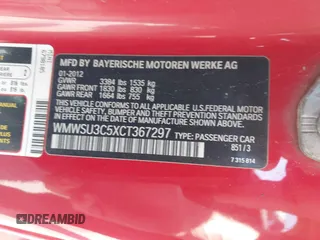 MFD BY BAYERISCHE MOTOREN WERKE AG
01-2012
GVWR 3384 lbs 1535 kg
GAWR FRONT 1830 lbs 830 kg
GAWR REAR 1664 lbs 755 kg
THIS VEHICLE CONFORMS TO ALL APPLICABLE
U.S. FEDERAL MOTOR VEHICLE SAFETY,
BUMPER, AND THEFT PREVENTION STANDARDS
IN EFFECT ON THE DATE OF
MANUFACTURE SHOWN ABOVE.
WMWSU3C5XCT367297 TYPE: PASSENGER CAR
851/3
7 315 814
DREAMBID